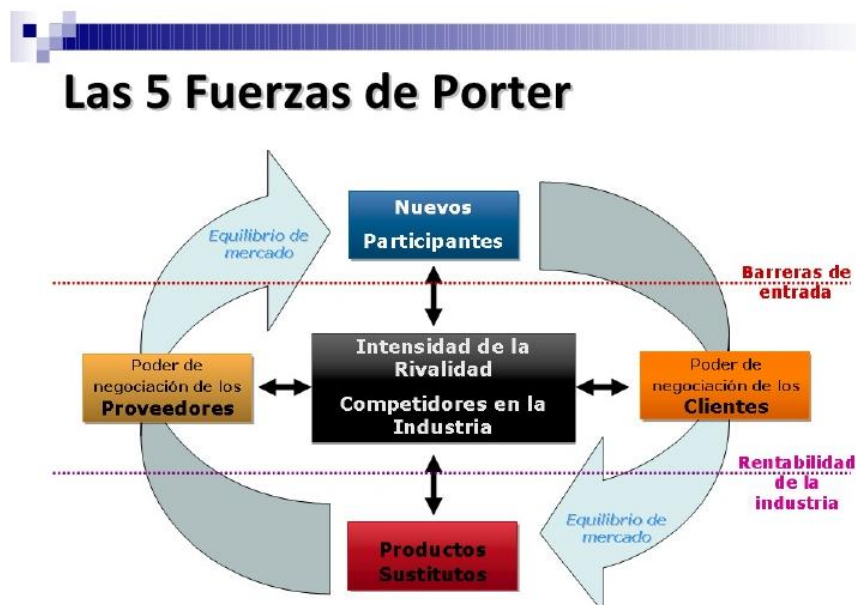 Las 5 Fuerzas de Porter
Nuevos
Participantes
Equilibrio de
mercado
Barreras de
entrada
Intensidad de la
Rivalidad
Competidores en la
Industria
Poder de
negociación de los
Proveedores
Poder de
negociación de los
Clientes
Rentabilidad
de la
industria
Equilibrio de
mercado
Productos
Sustitutos